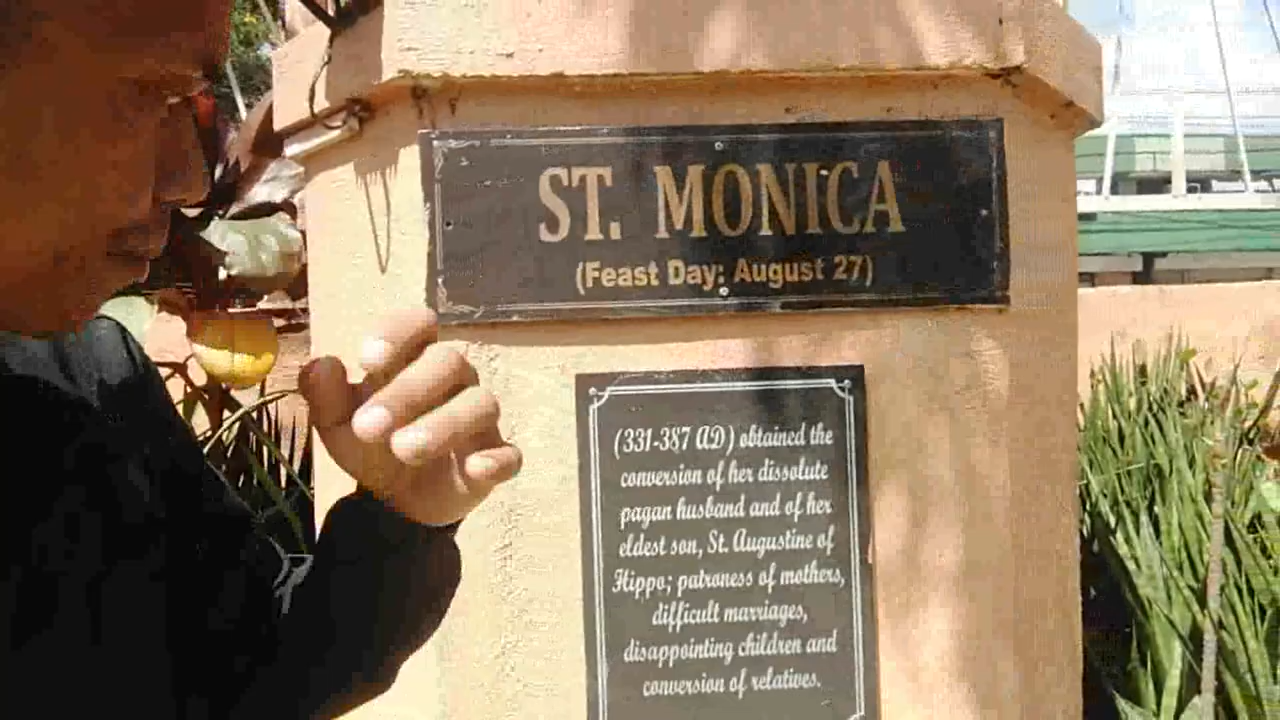 ST. MONICA
(Feast Day: August 27)
(331-387 AD) obtained the
conversion of her dissolute
pagan husband and of her
eldest son, St. Augustine of
Hippo; patroness of mothers,
difficult marriages,
disappointing children and
conversion of relatives.